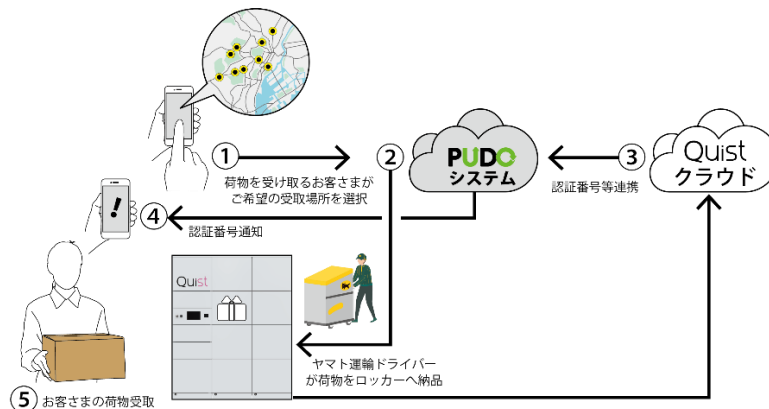 ①
荷物を受け取るお客さまが
ご希望の受取場所を選択
②
PUDO
システム
③
認証番号等連携
Quist
クラウド
④
認証番号通知
Quist
ヤマト運輸ドライバー
が荷物をロッカーへ納品
⑤ お客さまの荷物受取